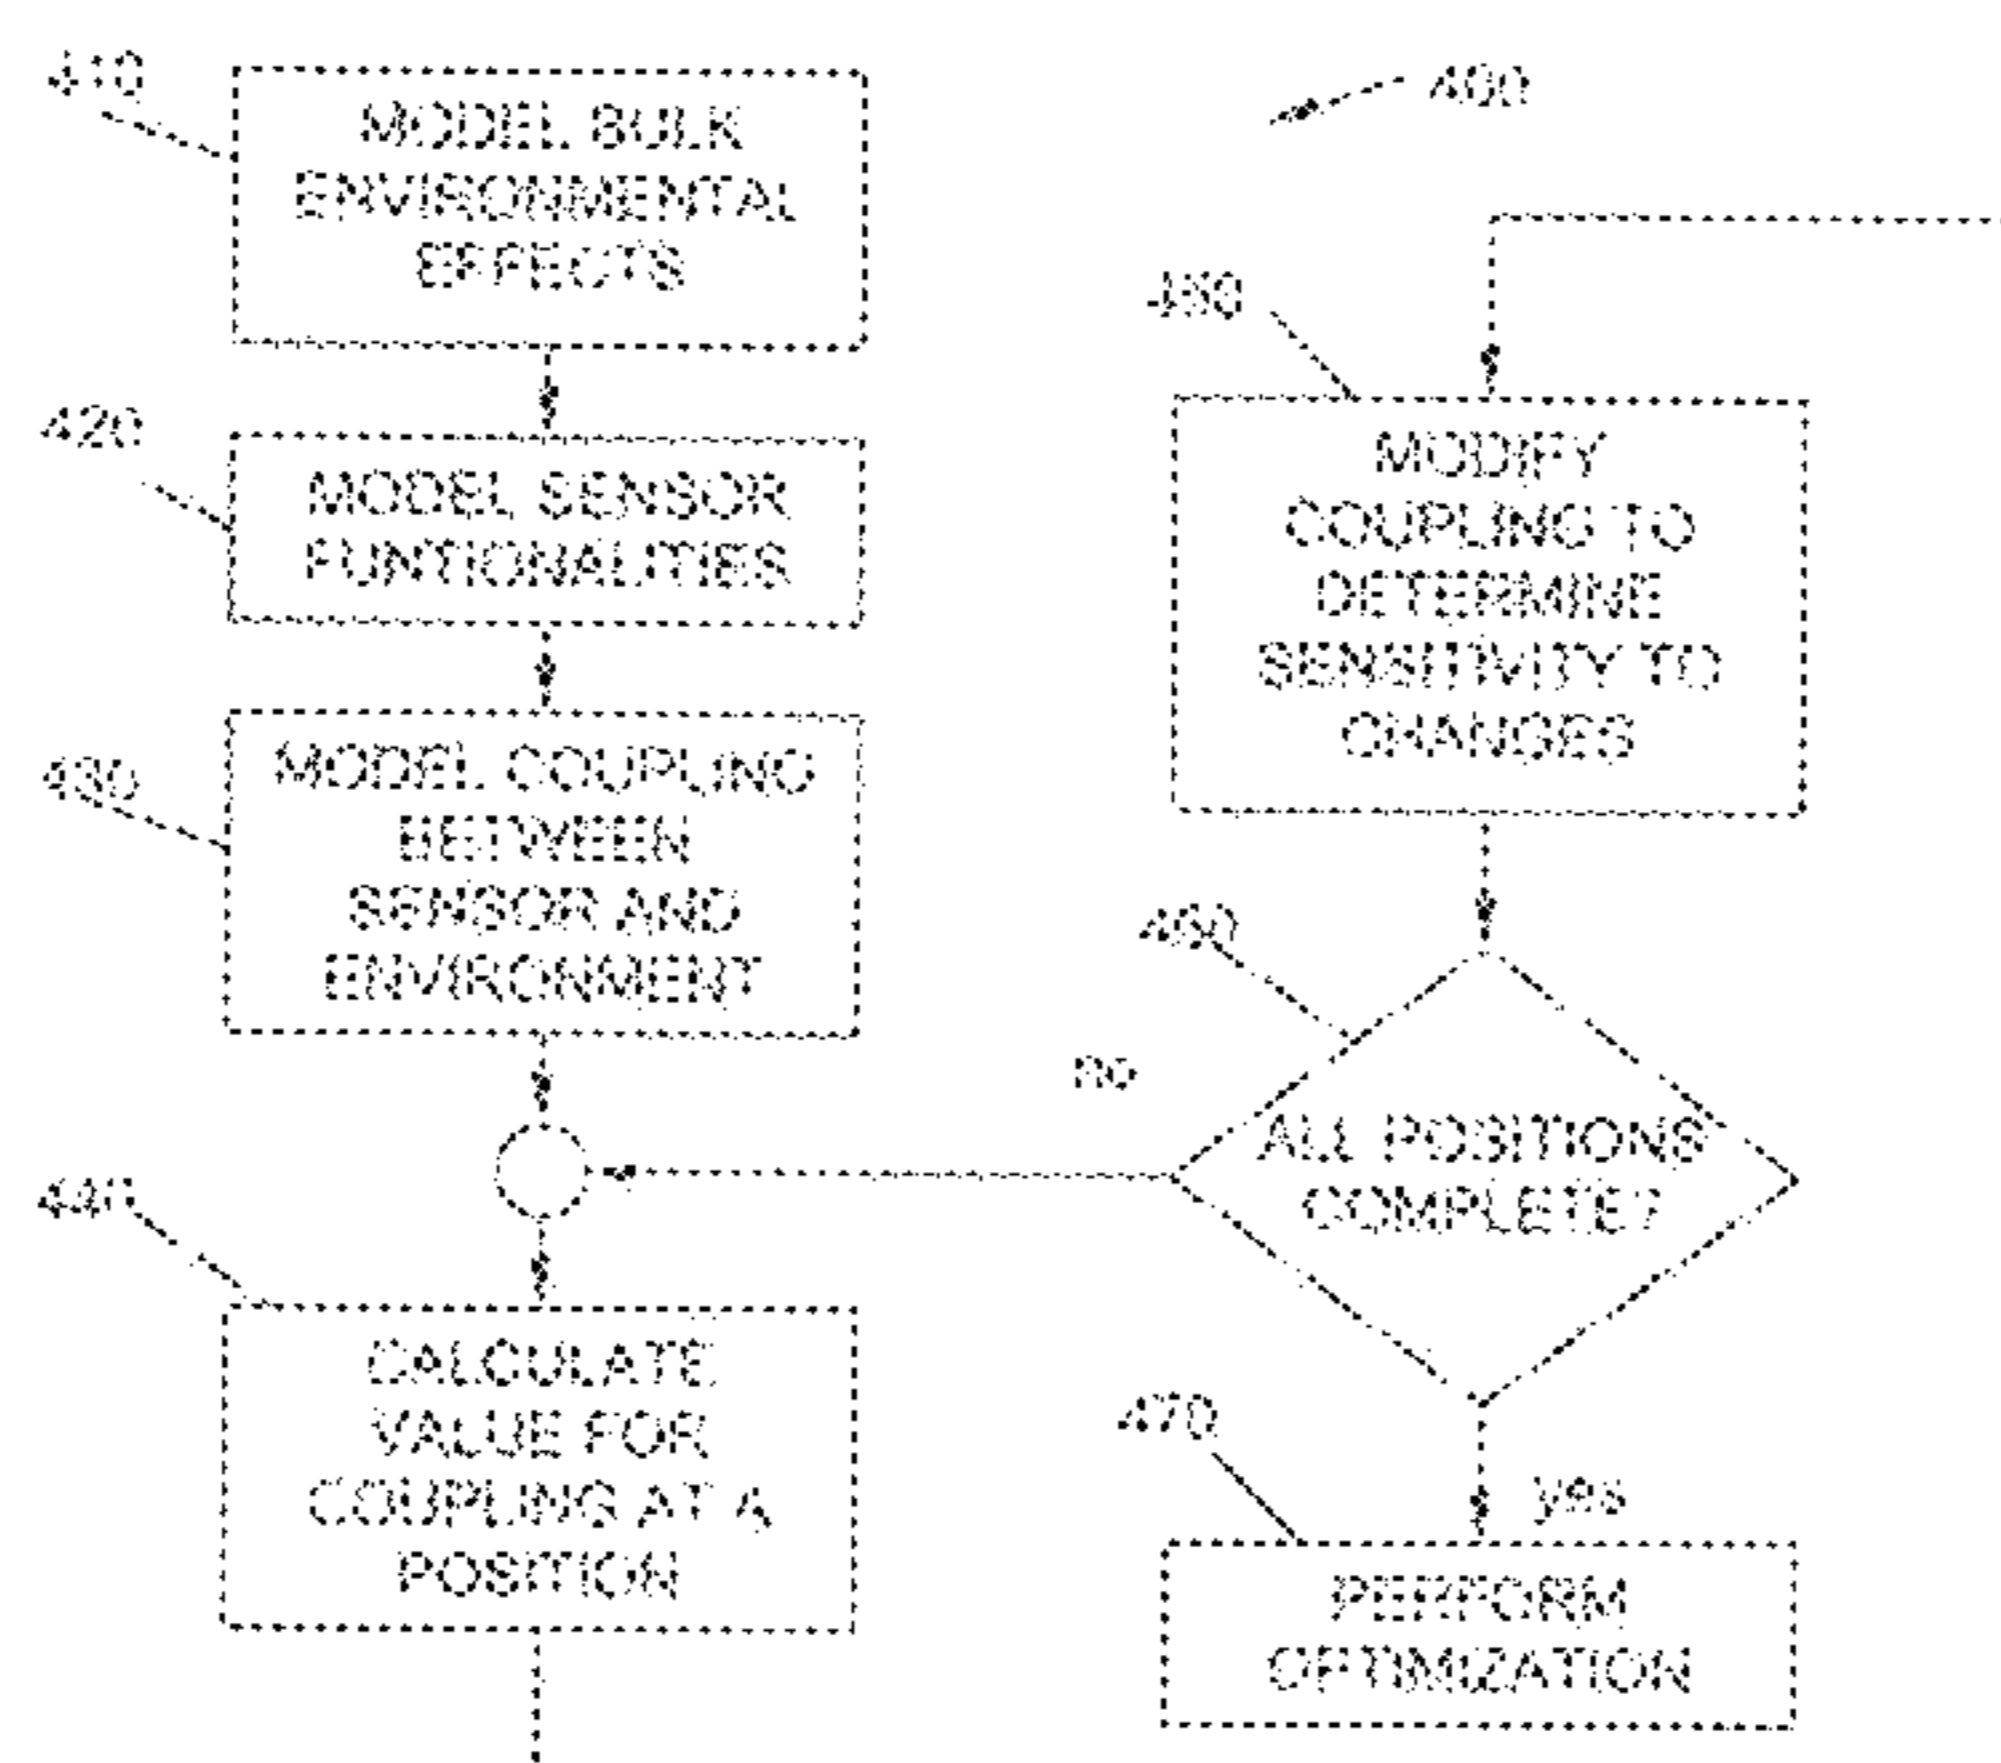 410
MODEL BULK
ENVIRONMENTAL
EFFECTS
420
MODEL SENSOR
FUNTIONALITIES
430
MODEL COUPLING
BETWEEN
SENSOR AND
ENVIRONMENT
440
CALCULATE
VALUE FOR
COUPLING AT A
POSITION
400
MODIFY
COUPLING TO
DETERMINE
SENSITIVITY TO
CHANGES
460
no
ALL POSITIONS
COMPLETE?
470
yes
PERFORM
OPTIMIZATION